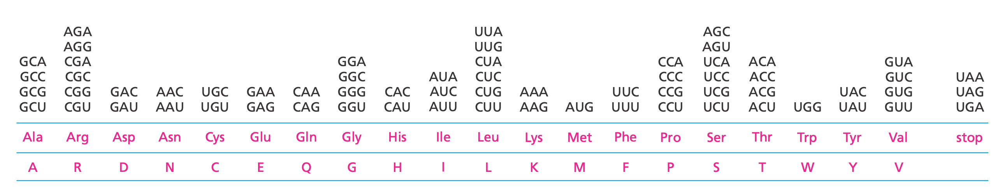 AGA UUA AGC
AGG UUG AGU
GCA CGA GGA CUA CCA UCA ACA GUA
GCC CGC GGC AUA CUC CCC UCC ACC GUC UAA
GCG CGG GAC AAC UGC GAA CAA GGG CAC AUC CUG AAA UUC CCG UCG ACG UAC GUG UAG
GCU CGU GAU AAU UGU GAG CAG GGU CAU AUU CUU AAG AUG UUU CCU UCU ACU UGG UAU GUU UGA
Ala Arg Asp Asn Cys Glu Gln Gly His Ile Leu Lys Met Phe Pro Ser Thr Trp Tyr Val stop
A R D N C E Q G H I L K M F P S T W Y V